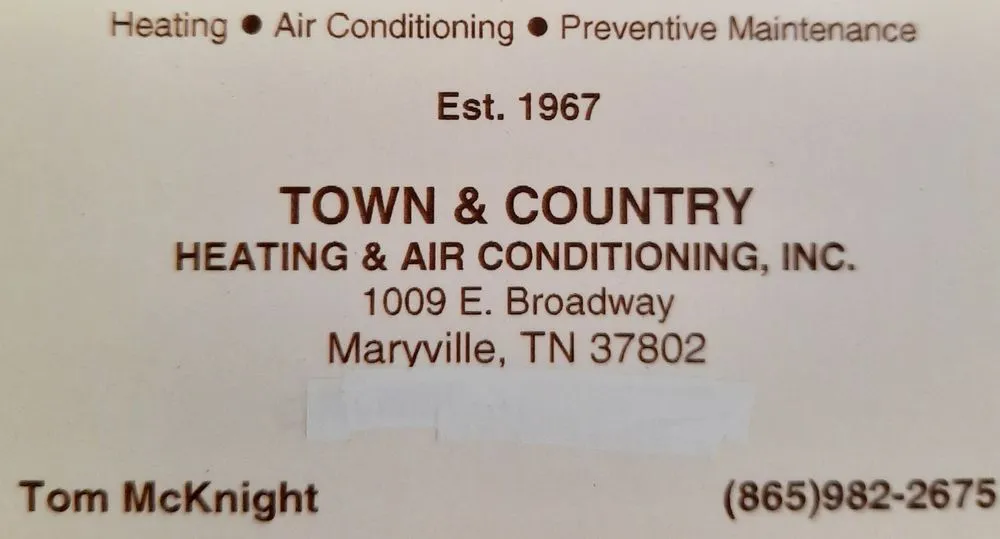 Heating ● Air Conditioning ● Preventive Maintenance
Est. 1967
TOWN & COUNTRY
HEATING & AIR CONDITIONING, INC.
1009 E. Broadway
Maryville, TN 37802
Tom McKnight (865)982-2675